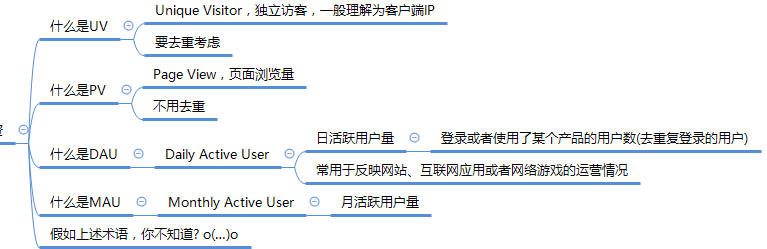 Unique Visitor，独立访客，一般理解为客户端IP
什么是UV
要去重考虑
Page View，页面浏览量
什么是PV
不用去重
日活跃用户量
登录或者使用了某个产品的用户数(去重复登录的用户)
什么是DAU
Daily Active User
常用于反映网站、互联网应用或者网络游戏的运营情况
什么是MAU
Monthly Active User
月活跃用户量
假如上述术语，你不知道? o(...)o